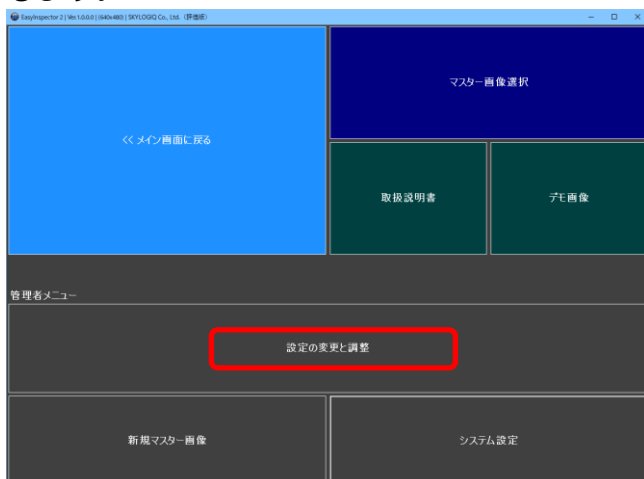 EasyInspector 2 | Ver 1.0.0.0 | (640x480) | SKYLOGIQ Co., Ltd. (評価版)
マスター画像選択
<< メイン画面に戻る
取扱説明書
デモ画像
管理者メニュー
設定の変更と調整
新規マスター画像
システム設定